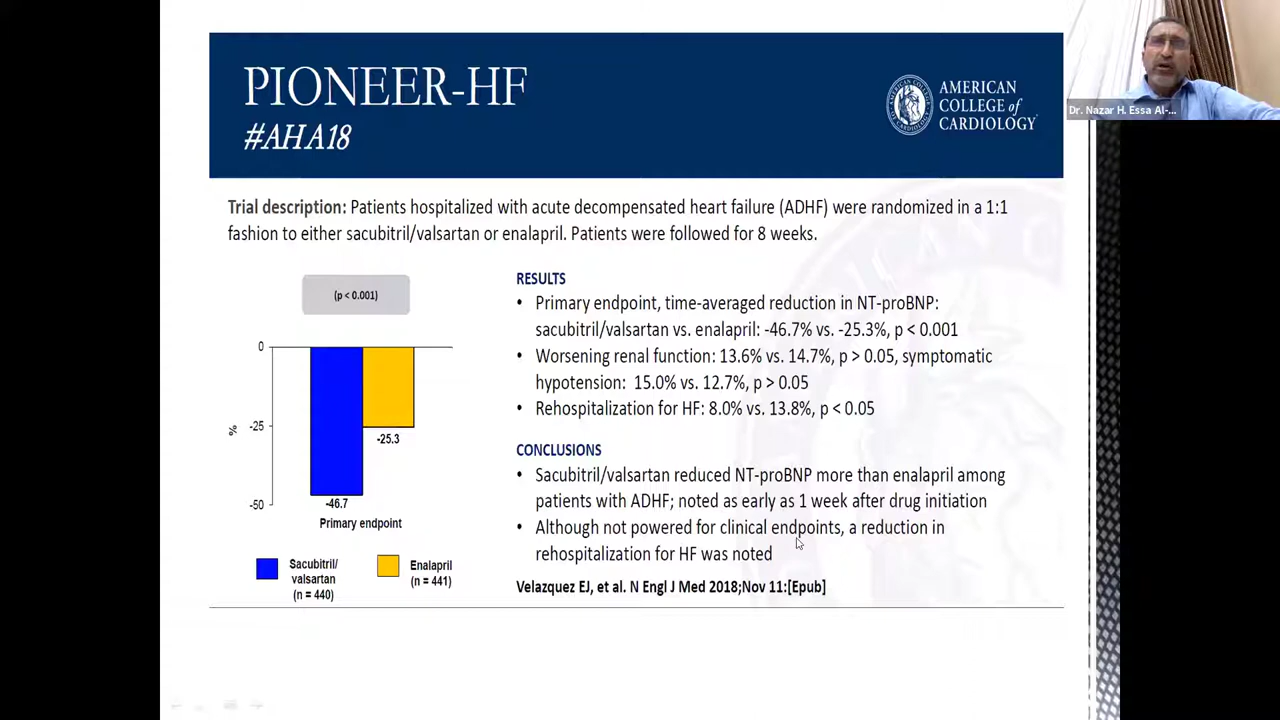 PIONEER-HF
#AHA18
AMERICAN
COLLEGE of
CARDIOLOGY
Dr. Nazar H. Essa Al-...
Trial description: Patients hospitalized with acute decompensated heart failure (ADHF) were randomized in a 1:1
fashion to either sacubitril/valsartan or enalapril. Patients were followed for 8 weeks.
(p < 0.001)
0
-25
-50
%
-46.7
-25.3
Primary endpoint
Sacubitril/
valsartan
(n = 440)
Enalapril
(n = 441)
RESULTS
• Primary endpoint, time-averaged reduction in NT-proBNP:
sacubitril/valsartan vs. enalapril: -46.7% vs. -25.3%, p < 0.001
• Worsening renal function: 13.6% vs. 14.7%, p > 0.05, symptomatic
hypotension: 15.0% vs. 12.7%, p > 0.05
• Rehospitalization for HF: 8.0% vs. 13.8%, p < 0.05
CONCLUSIONS
• Sacubitril/valsartan reduced NT-proBNP more than enalapril among
patients with ADHF; noted as early as 1 week after drug initiation
• Although not powered for clinical endpoints, a reduction in
rehospitalization for HF was noted
Velazquez EJ, et al. N Engl J Med 2018;Nov 11:[Epub]